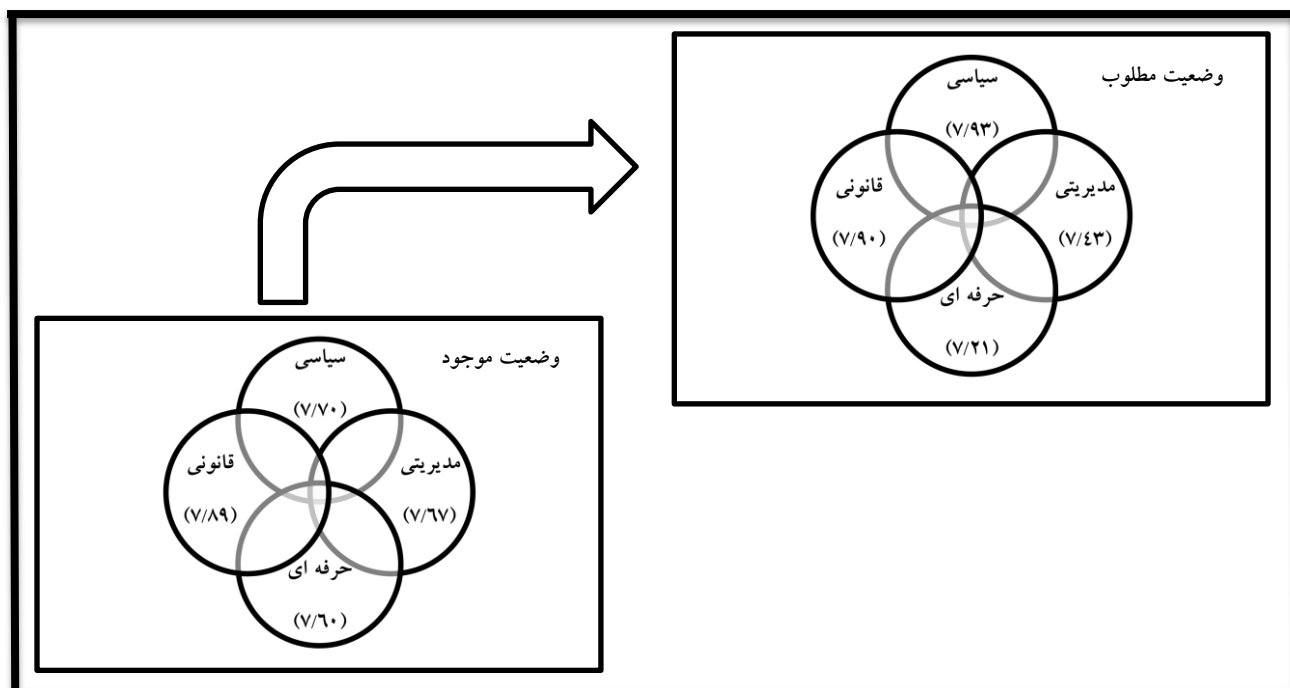 وضعیت مطلوب
سیاسی
(۷/۹۳)
مدیریتی
(۷/٤۳)
قانونی
(۷/۹۰)
حرفه ای
(۷/۲۱)
وضعیت موجود
سیاسی
(۷/۷۰)
مدیریتی
(۷/٦۷)
قانونی
(۷/۸۹)
حرفه ای
(۷/٦۰)